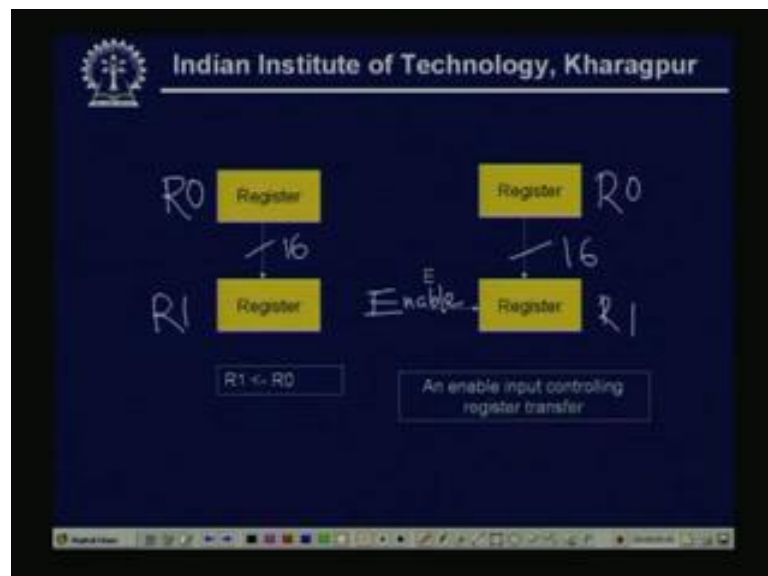 Indian Institute of Technology, Kharagpur
R0 Register
Register R0
16
16
R1 Register
E
Enable Register R1
R1 <- R0
An enable input controlling
register transfer